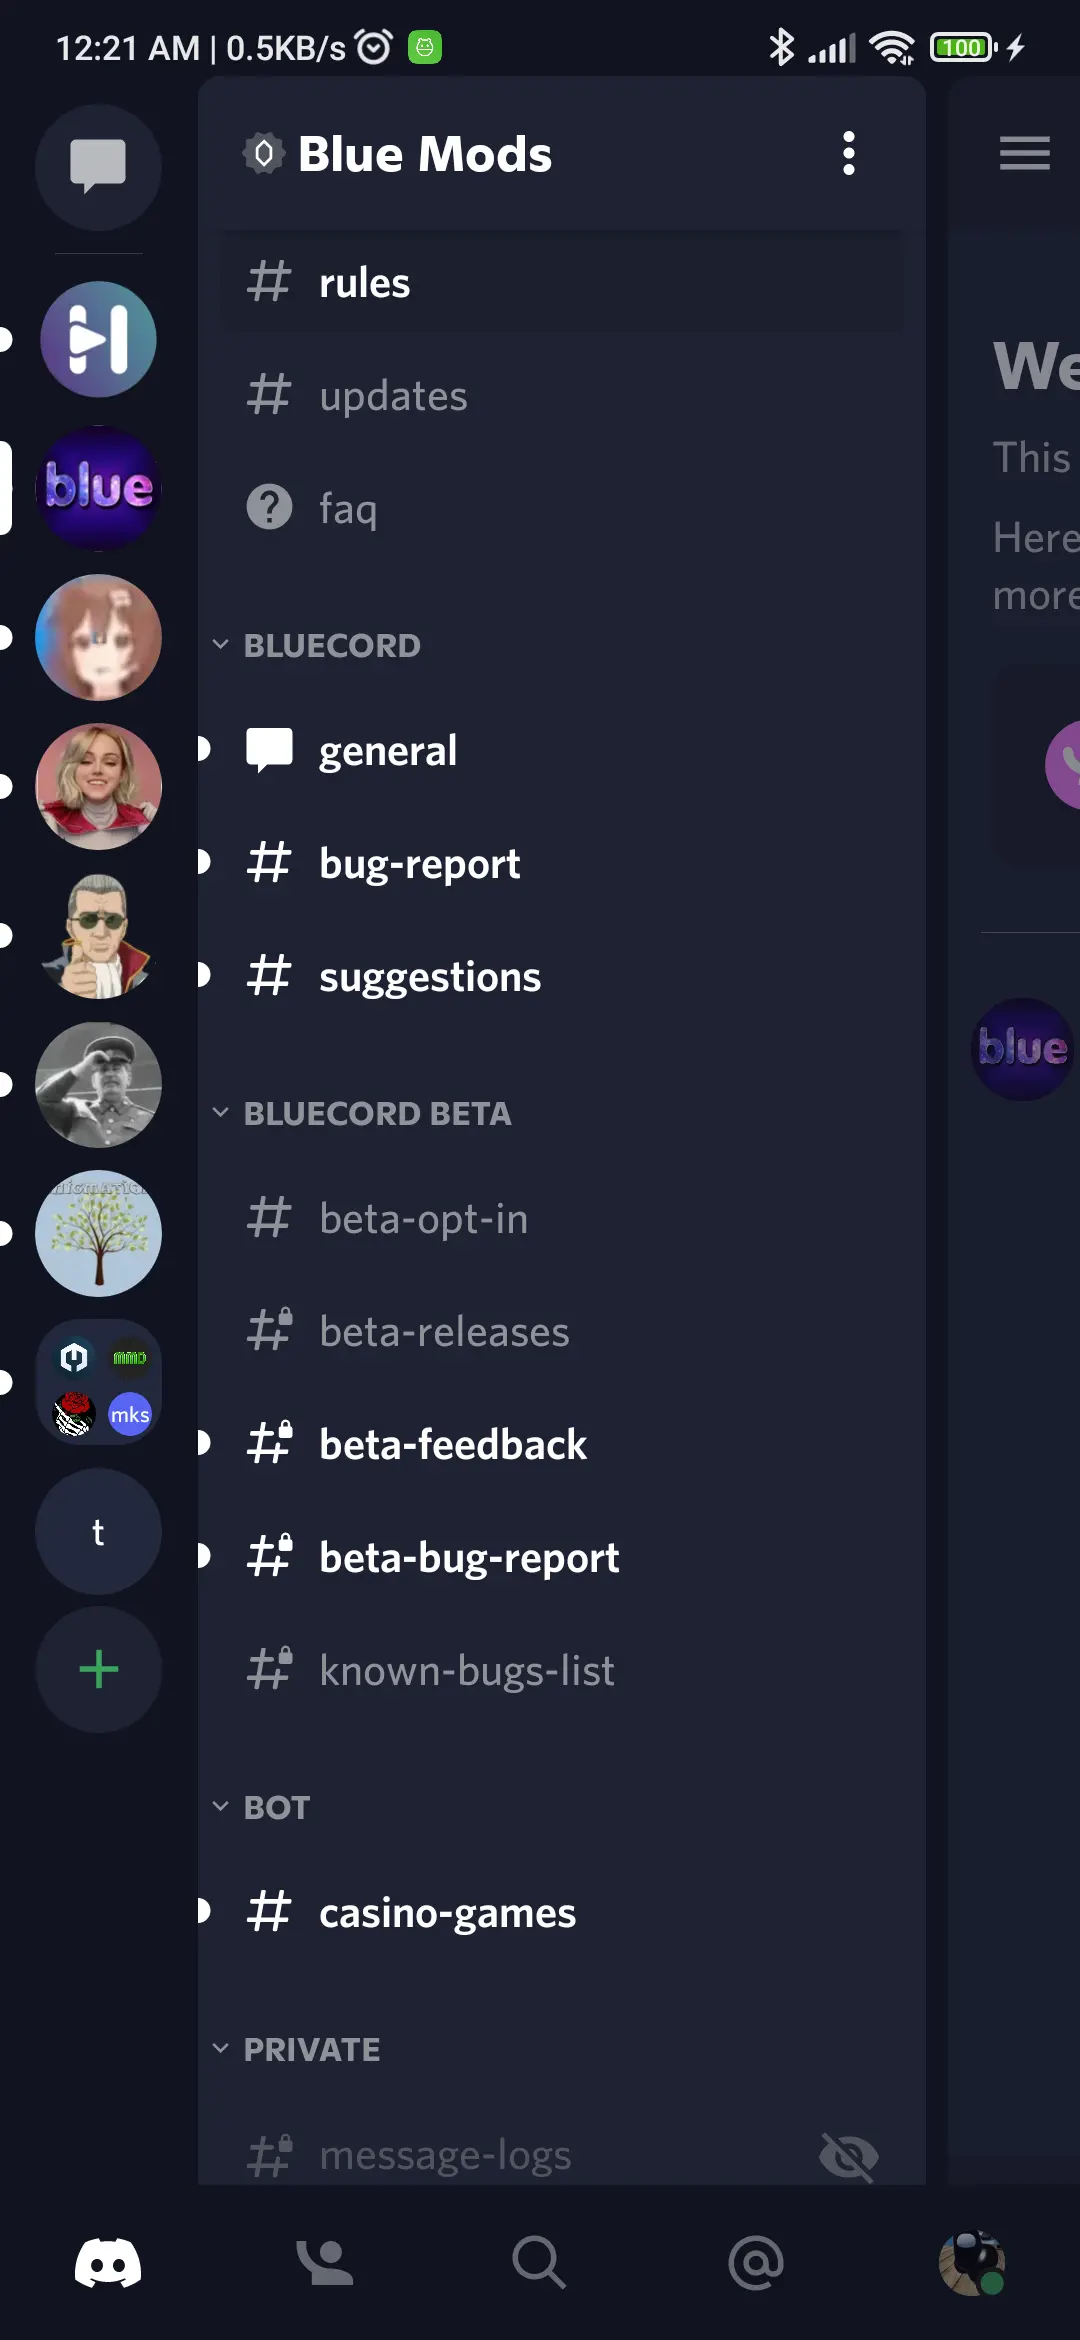 12:21 AM | 0.5KB/s
100
Blue Mods
rules
updates
faq
BLUECORD
general
bug-report
suggestions
BLUECORD BETA
beta-opt-in
beta-releases
beta-feedback
beta-bug-report
known-bugs-list
BOT
casino-games
PRIVATE
message-logs
blue
mmd
mks
t
We
This
Here
more
blue